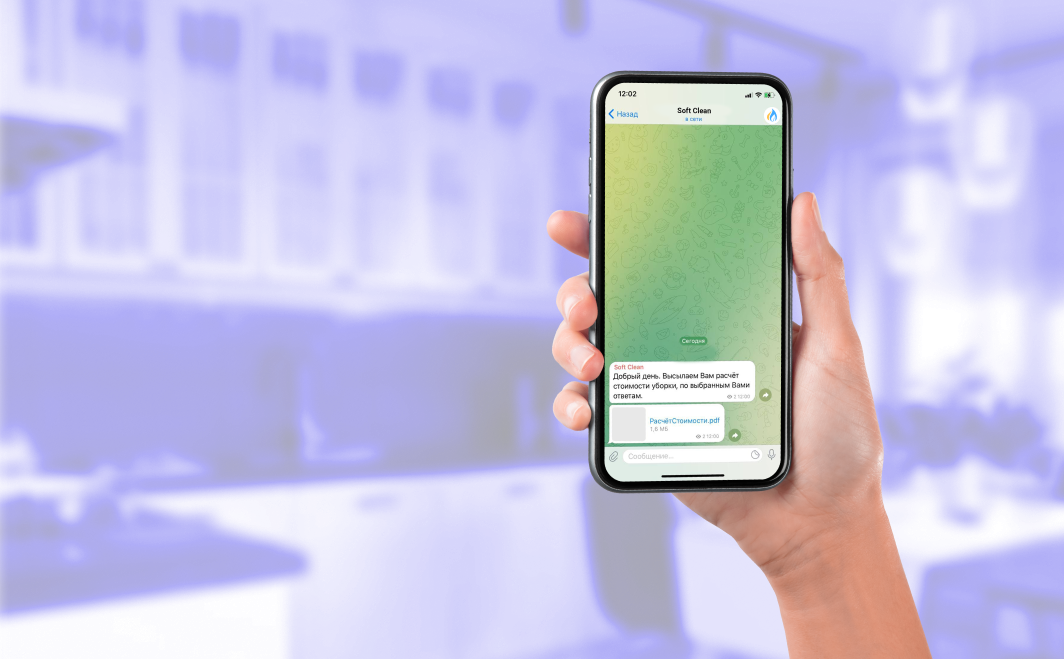 12:02
Назад
Soft Clean
в сети
Сегодня
Soft Clean
Добрый день. Высылаем Вам расчёт
стоимости уборки, по выбранным Вами
ответам.
2 12:00
РасчётСтоимости.pdf
1,6 МБ
2 12:00
Сообщение...